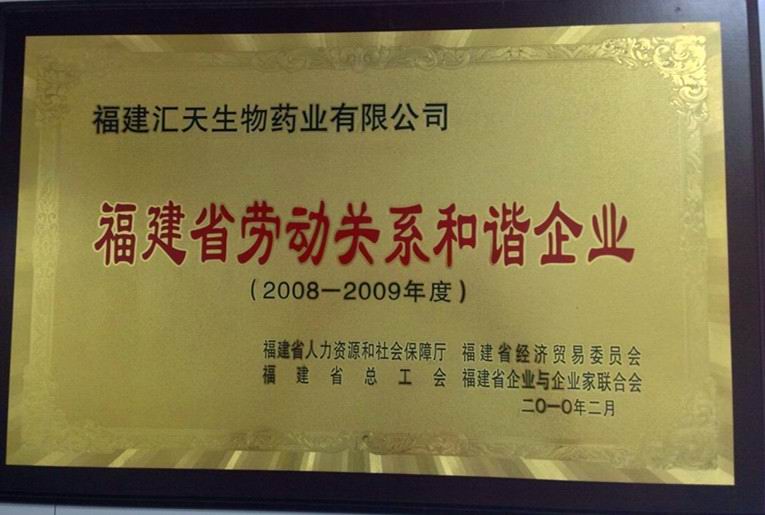 福建汇天生物药业有限公司
福建省劳动关系和谐企业
(2008-2009年度)
福建省人力资源和社会保障厅 福建省经济贸易委员会
福建省总工会 福建省企业与企业家联合会
二〇一〇年二月